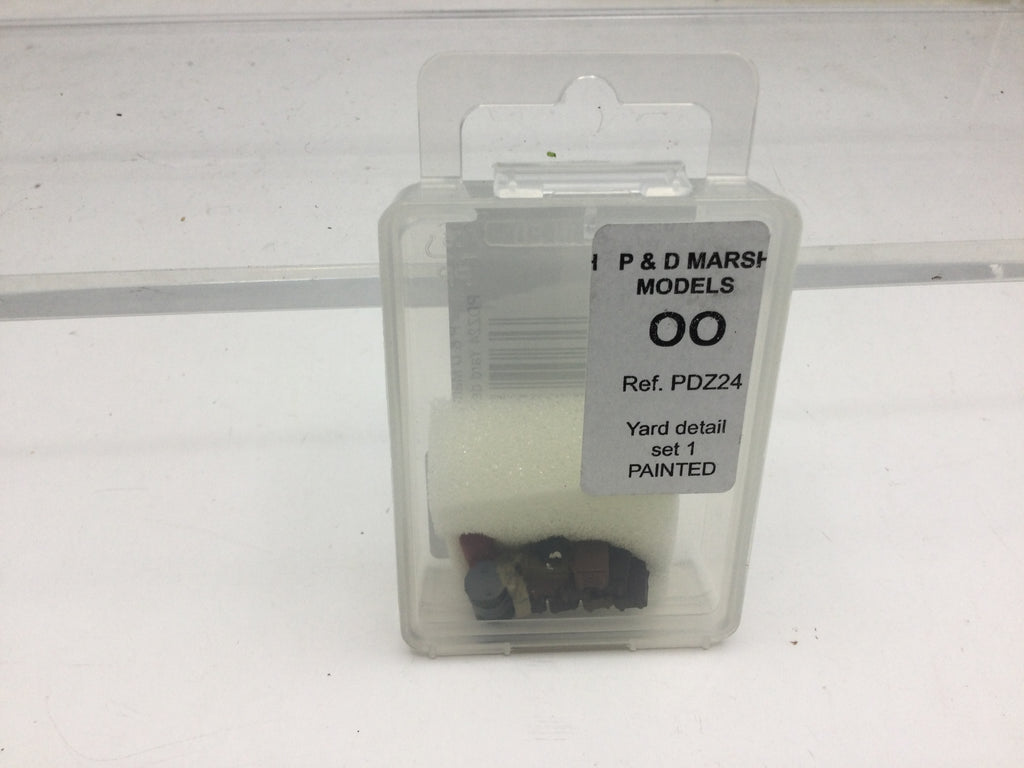 H P & D MARSH
MODELS
OO
Ref. PDZ24
Yard detail
set 1
PAINTED